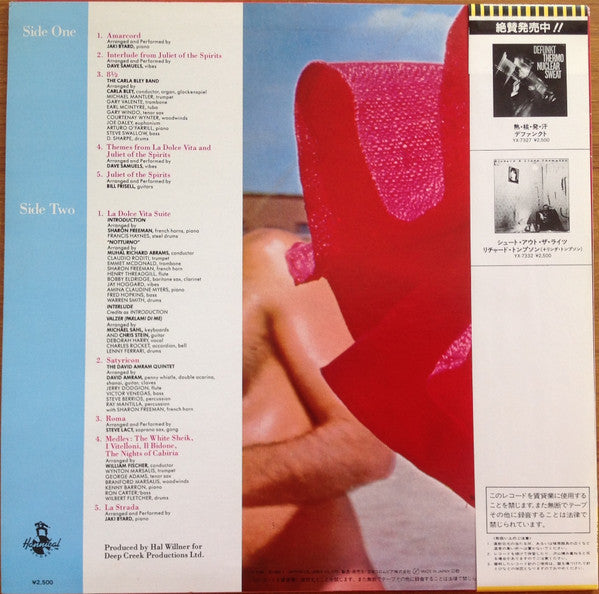 Side One
1. Amarcord
Arranged and Performed by
JAKI BYARD, piano
2. Interlude from Juliet of the Spirits
Arranged and Performed by
DAVE SAMUELS, vibes
3. 8½
THE CARLA BLEY BAND
Arranged by
CARLA BLEY, conductor, organ, glockenspiel
MICHAEL MANTLER, trumpet
GARY VALENTE, trombone
EARL McINTYRE, tuba
GARY WINDO, tenor sax
COURTENAY WYNTER, woodwinds
JOE DALEY, euphonium
ARTURO O'FARRILL, piano
STEVE SWALLOW, bass
D. SHARPE, drums
4. Themes from La Dolce Vita and
Juliet of the Spirits
Arranged and Performed by
DAVE SAMUELS, vibes
5. Juliet of the Spirits
Arranged and Performed by
BILL FRISELL, guitars
Side Two
1. La Dolce Vita Suite
INTRODUCTION
Arranged by
SHARON FREEMAN, french horns, piano
FRANCIS HAYNES, steel drums
"NOTTURNO"
Arranged by
MUHAL RICHARD ABRAMS, conductor
CLAUDIO RODITI, trumpet
EMMET McDONALD, trombone
SHARON FREEMAN, french horn
HENRY THREADGILL, flute
BOBBY ELDRIDGE, baritone sax, clarinet
JAY HOGGARD, vibes
AMINA CLAUDINE MYERS, piano
FRED HOPKINS, bass
WARREN SMITH, drums
INTERLUDE
Credits as INTRODUCTION
VALZER (PARLAMI DI ME)
Arranged by
MICHAEL SAHL, keyboards
AND CHRIS STEIN, guitar
DEBORAH HARRY, vocal
CHARLES ROCKET, accordion, bell
LENNY FERRARI, drums
2. Satyricon
THE DAVID AMRAM QUINTET
Arranged by
DAVID AMRAM, penny whistle, double ocarina,
shanai, guitar, claves
JERRY DODGION, flute
VICTOR VENEGAS, bass
STEVE BERRIOS, percussion
RAY MANTILLA, percussion
with SHARON FREEMAN, french horn
3. Roma
Arranged and Performed by
STEVE LACY, soprano sax, gong
4. Medley: The White Sheik,
I Vitelloni, Il Bidone,
The Nights of Cabiria
Arranged by
WILLIAM FISCHER, conductor
WYNTON MARSALIS, trumpet
GEORGE ADAMS, tenor sax
BRANFORD MARSALIS, woodwinds
KENNY BARRON, piano
RON CARTER, bass
WILBERT FLETCHER, drums
5. La Strada
Arranged and Performed by
JAKI BYARD, piano
Produced by Hal Willner for
Deep Creek Productions Ltd.
Hannibal
¥2,500
絶賛発売中!!
DEFUNKT
THERMO
NUCLEAR
SWEAT
熱・核・発・汗
デファンクト
YX-7327 ¥2,500
シュート・アウト・ザ・ライツ
リチャード・トンプソン(+リンダ・トンプソン)
YX-7332 ¥2,500
このレコードを賃貸業に使用する
ことを禁じます。また無断でテープ
その他に録音することは法律で
禁じられています。